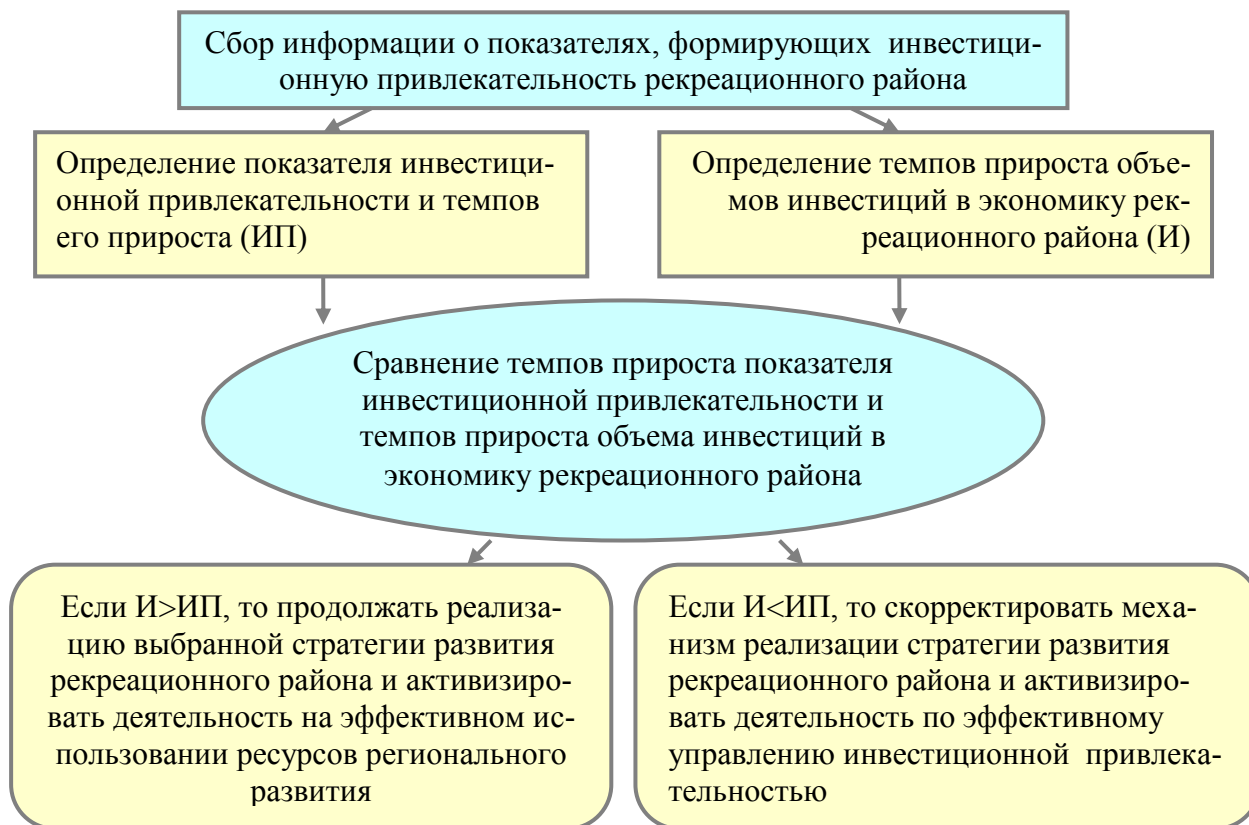 Сбор информации о показателях, формирующих инвестици-
онную привлекательность рекреационного района
Определение показателя инвестици-
онной привлекательности и темпов
его прироста (ИП)
Определение темпов прироста объе-
мов инвестиций в экономику рек-
реационного района (И)
Сравнение темпов прироста показателя
инвестиционной привлекательности и
темпов прироста объема инвестиций в
экономику рекреационного района
Если И>ИП, то продолжать реализа-
цию выбранной стратегии развития
рекреационного района и активизиро-
вать деятельность на эффективном ис-
пользовании ресурсов регионального
развития
Если И<ИП, то скорректировать меха-
низм реализации стратегии развития
рекреационного района и активизиро-
вать деятельность по эффективному
управлению инвестиционной привлека-
тельностью